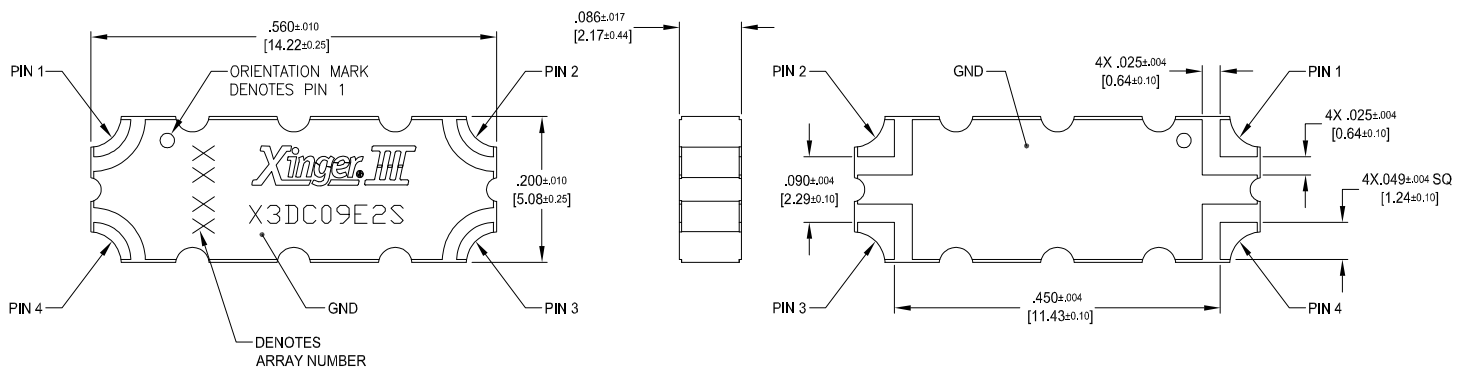 .560±.010
[14.22±0.25]
PIN 1
ORIENTATION MARK
DENOTES PIN 1
PIN 2
Xinger® III
X3DC09E2S
X X X X X
.200±.010
[5.08±0.25]
PIN 4
GND
PIN 3
DENOTES
ARRAY NUMBER
.086±.017
[2.17±0.44]
PIN 2
GND
4X .025±.004
[0.64±0.10]
PIN 1
4X .025±.004
[0.64±0.10]
.090±.004
[2.29±0.10]
4X.049±.004 SQ
[1.24±0.10]
PIN 3
.450±.004
[11.43±0.10]
PIN 4